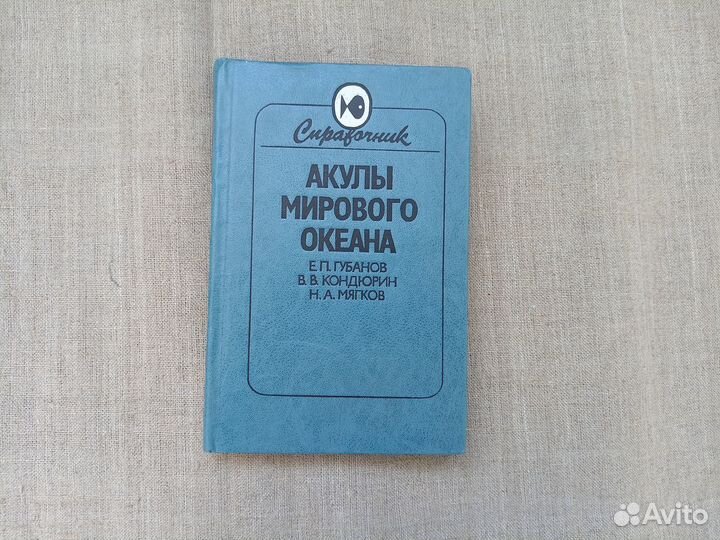 Справочник
АКУЛЫ
МИРОВОГО
ОКЕАНА
Е.П.ГУБАНОВ
В.В.КОНДЮРИН
Н.А.МЯГКОВ
Avito